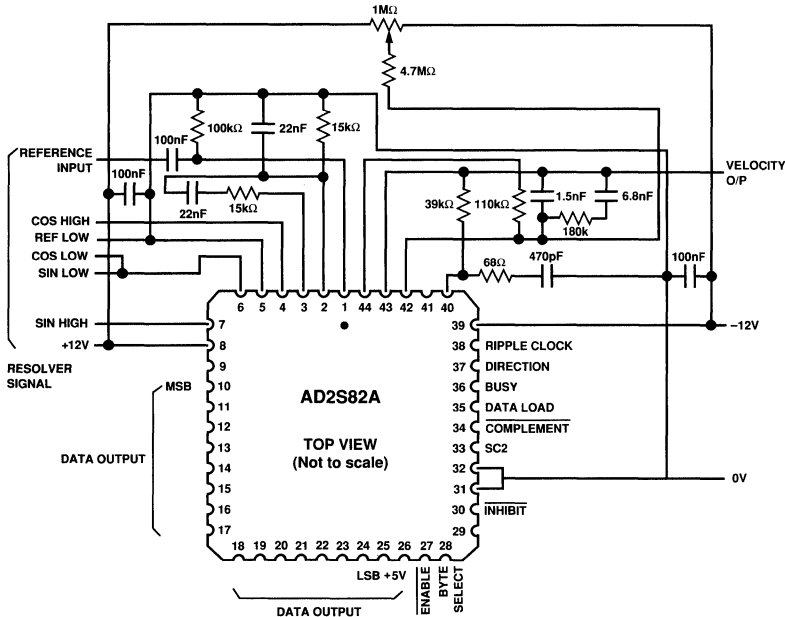 1MΩ
4.7MΩ
100kΩ
22nF
15kΩ
REFERENCE
INPUT
100nF
100nF
22nF
15kΩ
VELOCITY
O/P
39kΩ
110kΩ
1.5nF
6.8nF
180k
COS HIGH
REF LOW
COS LOW
SIN LOW
68Ω
470pF
100nF
6 5 4 3 2 1 44 43 42 41 40
SIN HIGH
+12V
RESOLVER
SIGNAL
7
8
9
MSB 10
11
12
13
14
15
16
17
DATA OUTPUT
AD2S82A
TOP VIEW
(Not to scale)
39 –12V
38 RIPPLE CLOCK
37 DIRECTION
36 BUSY
35 DATA LOAD
34 COMPLEMENT
33 SC2
32
31
0V
30 INHIBIT
29
18 19 20 21 22 23 24 25 26 27 28
LSB +5V
ENABLE
BYTE
SELECT
DATA OUTPUT